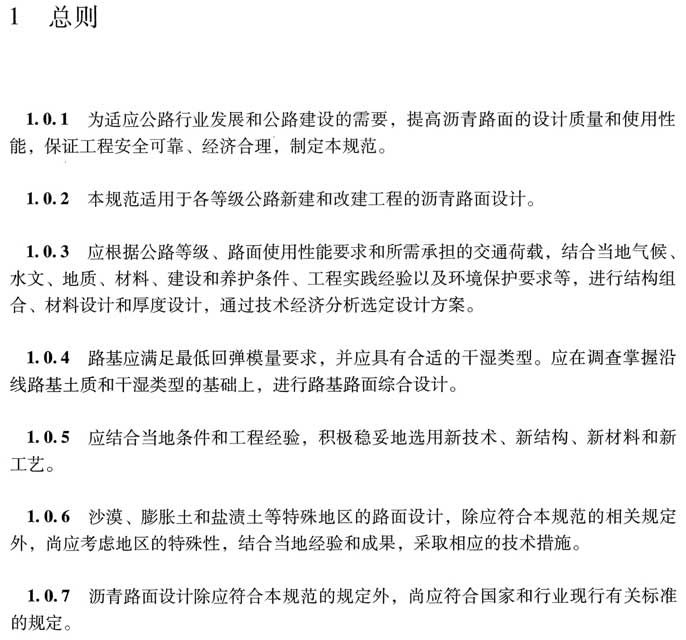 1 总则
1.0.1 为适应公路行业发展和公路建设的需要，提高沥青路面的设计质量和使用性
能，保证工程安全可靠、经济合理，制定本规范。
1.0.2 本规范适用于各等级公路新建和改建工程的沥青路面设计。
1.0.3 应根据公路等级、路面使用性能要求和所需承担的交通荷载，结合当地气候、
水文、地质、材料、建设和养护条件、工程实践经验以及环境保护要求等，进行结构组
合、材料设计和厚度设计，通过技术经济分析选定设计方案。
1.0.4 路基应满足最低回弹模量要求，并应具有合适的干湿类型。应在调查掌握沿
线路基土质和干湿类型的基础上，进行路基路面综合设计。
1.0.5 应结合当地条件和工程经验，积极稳妥地选用新技术、新结构、新材料和新
工艺。
1.0.6 沙漠、膨胀土和盐渍土等特殊地区的路面设计，除应符合本规范的相关规定
外，尚应考虑地区的特殊性，结合当地经验和成果，采取相应的技术措施。
1.0.7 沥青路面设计除应符合本规范的规定外，尚应符合国家和行业现行有关标准
的规定。